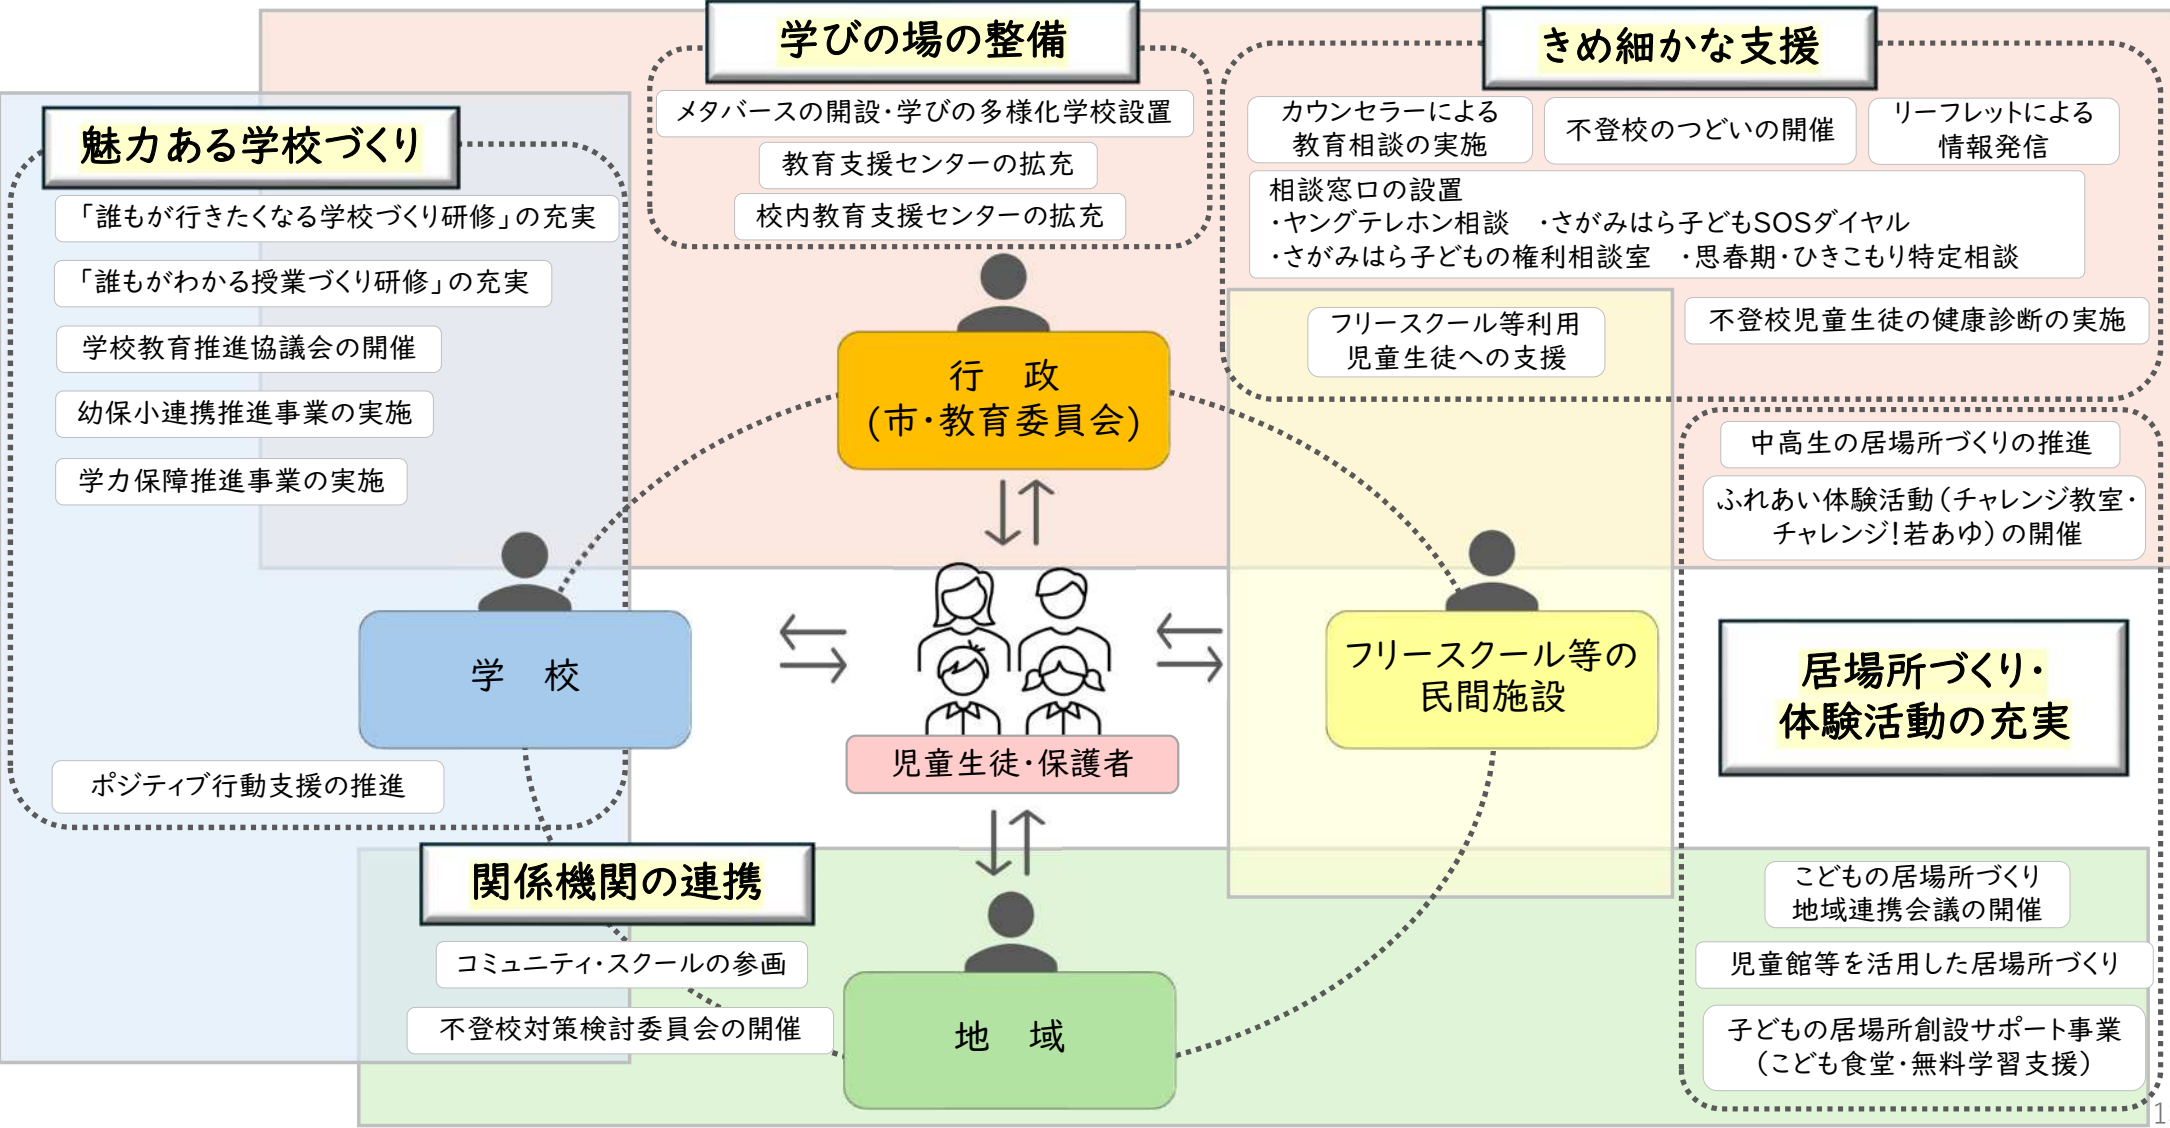 学びの場の整備
メタバースの開設・学びの多様化学校設置
教育支援センターの拡充
校内教育支援センターの拡充
きめ細かな支援
カウンセラーによる
教育相談の実施
不登校のつどいの開催
リーフレットによる
情報発信
相談窓口の設置
・ヤングテレホン相談　・さがみはら子どもSOSダイヤル
・さがみはら子どもの権利相談室　・思春期・ひきこもり特定相談
フリースクール等利用
児童生徒への支援
不登校児童生徒の健康診断の実施
魅力ある学校づくり
「誰もが行きたくなる学校づくり研修」の充実
「誰もがわかる授業づくり研修」の充実
学校教育推進協議会の開催
幼保小連携推進事業の実施
学力保障推進事業の実施
ポジティブ行動支援の推進
行　政
(市・教育委員会)
学　校
児童生徒・保護者
フリースクール等の
民間施設
中高生の居場所づくりの推進
ふれあい体験活動(チャレンジ教室・
チャレンジ!若あゆ)の開催
居場所づくり・
体験活動の充実
こどもの居場所づくり
地域連携会議の開催
児童館等を活用した居場所づくり
子どもの居場所創設サポート事業
(こども食堂・無料学習支援)
関係機関の連携
コミュニティ・スクールの参画
不登校対策検討委員会の開催
地　域
1